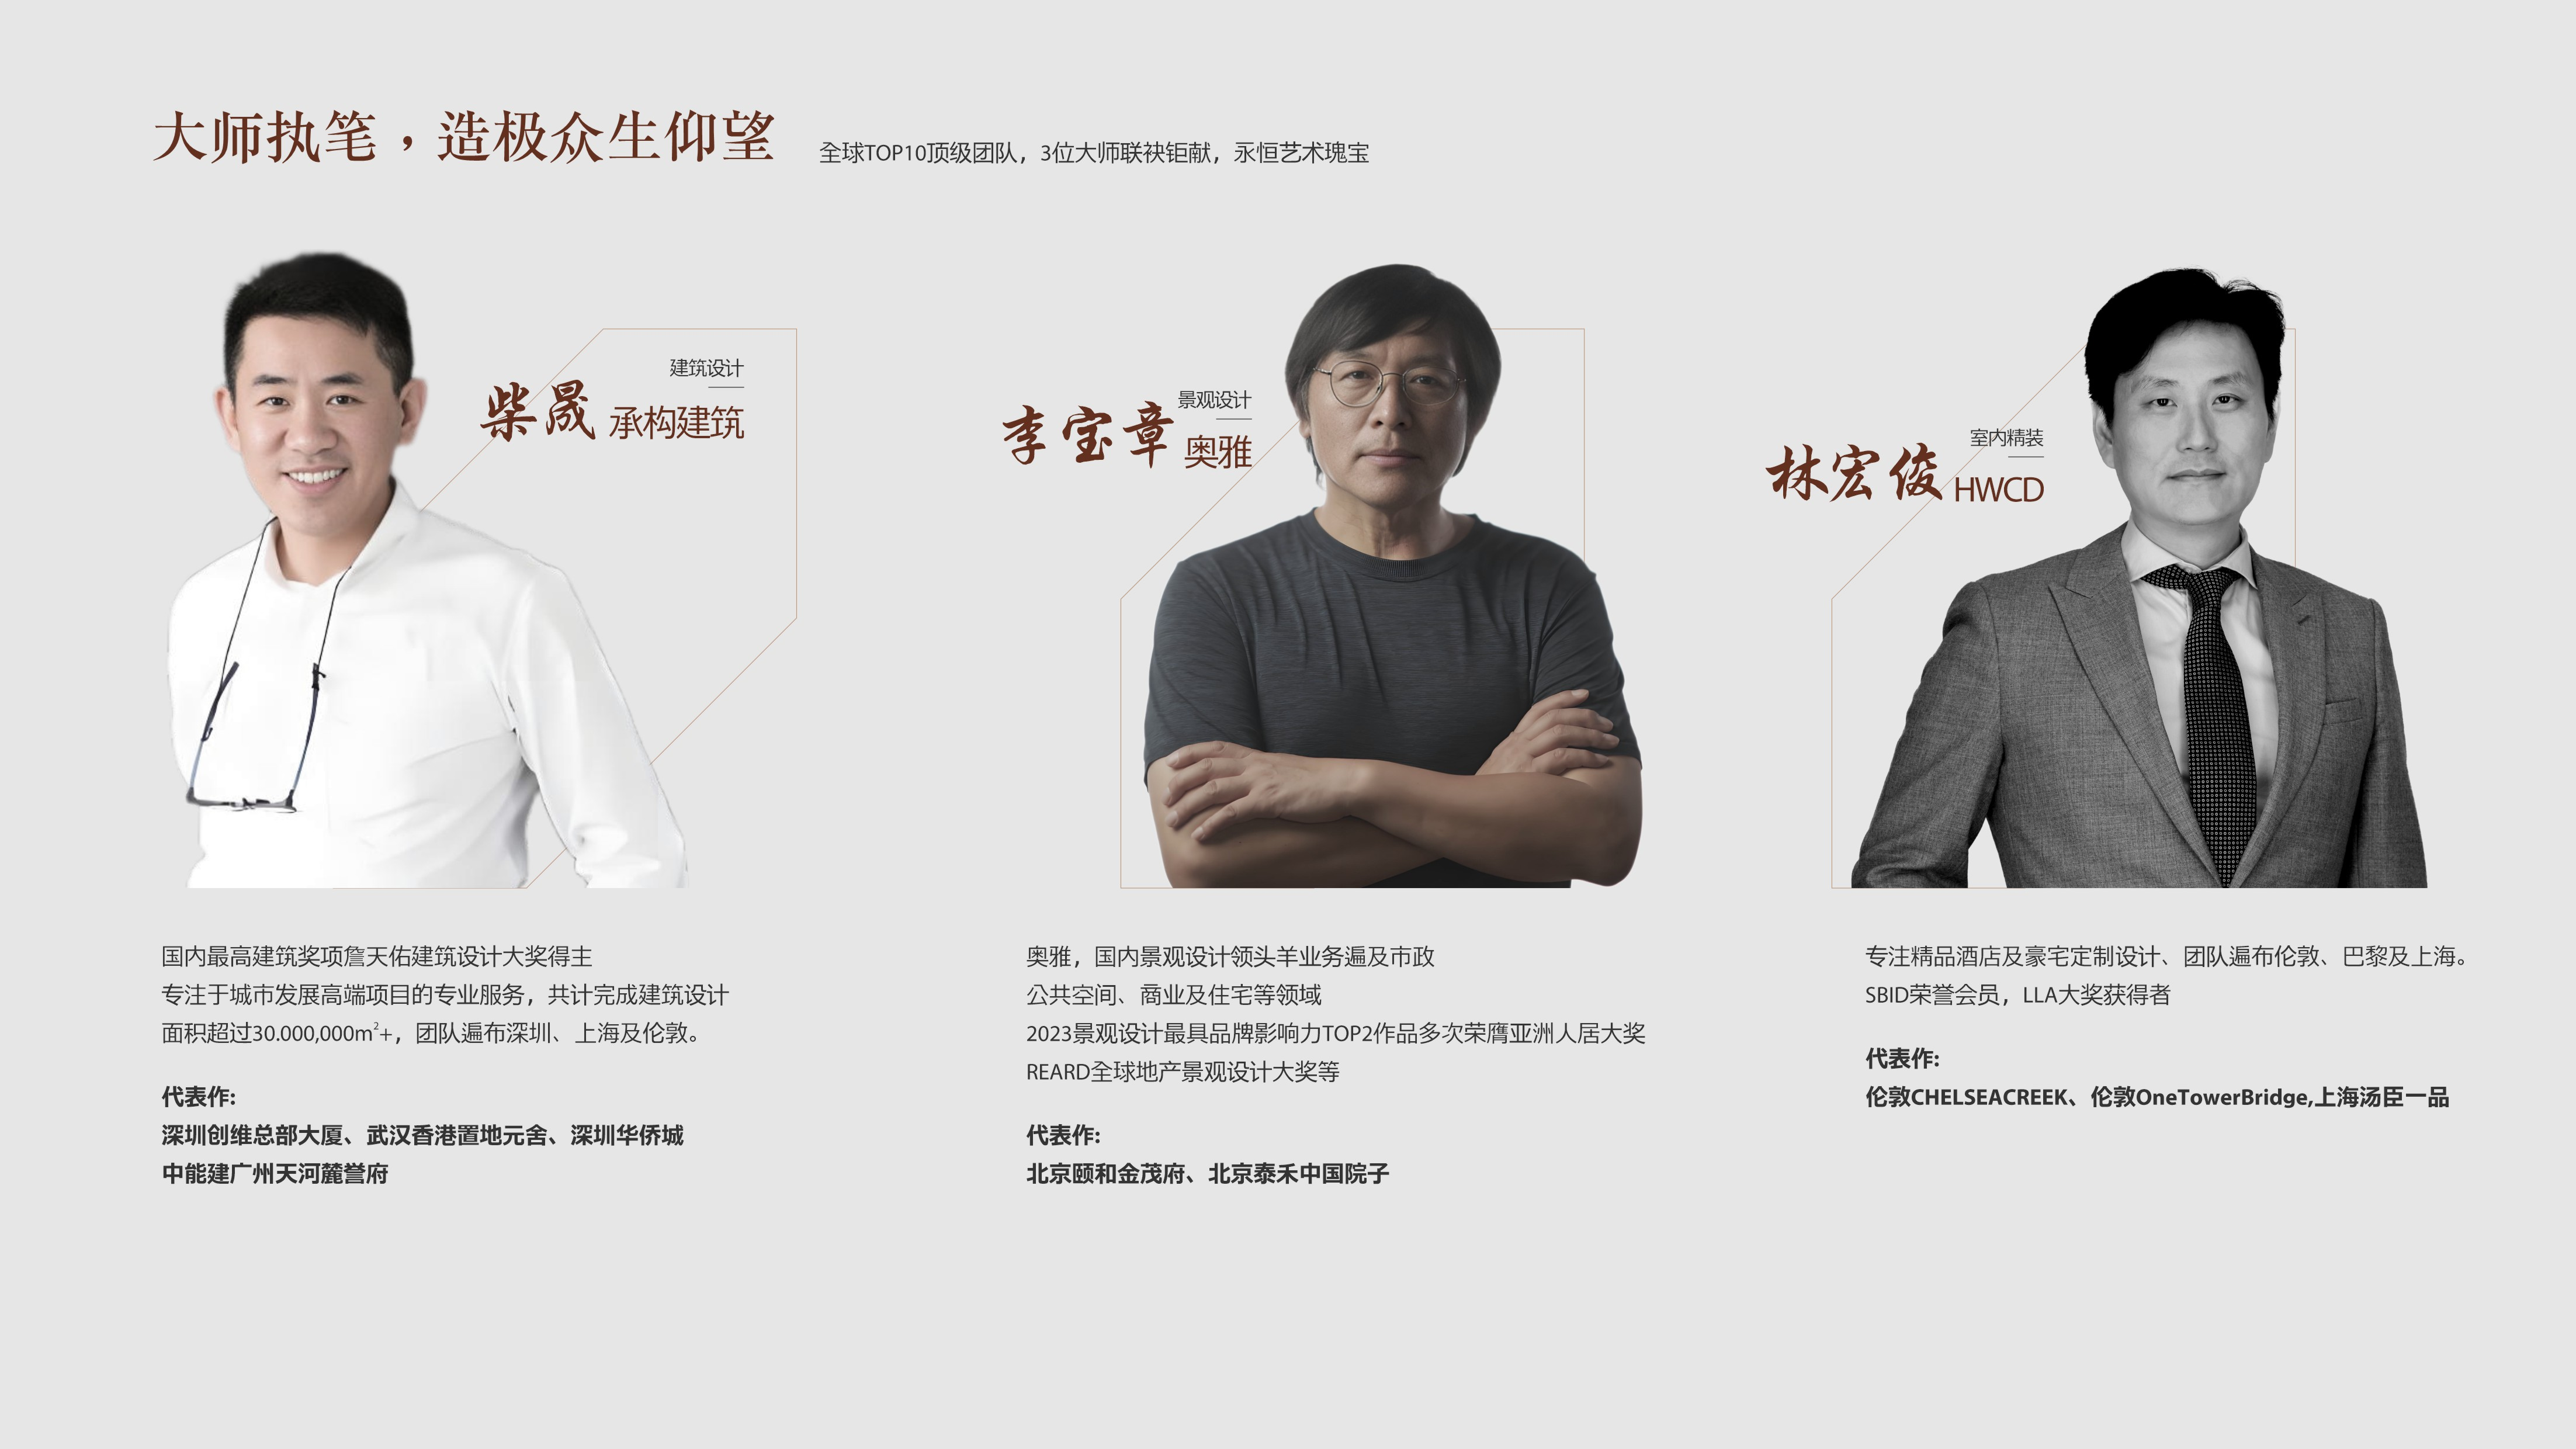 大师执笔，造极众生仰望
全球TOP10顶级团队，3位大师联袂钜献，永恒艺术瑰宝
建筑设计
柴晟 承构建筑
国内最高建筑奖项詹天佑建筑设计大奖得主
专注于城市发展高端项目的专业服务，共计完成建筑设计
面积超过30.000,000m²+，团队遍布深圳、上海及伦敦。
代表作:
深圳创维总部大厦、武汉香港置地元舍、深圳华侨城
中能建广州天河麓誉府
景观设计
李宝章 奥雅
奥雅，国内景观设计领头羊业务遍及市政
公共空间、商业及住宅等领域
2023景观设计最具品牌影响力TOP2作品多次荣膺亚洲人居大奖
REARD全球地产景观设计大奖等
代表作:
北京颐和金茂府、北京泰禾中国院子
室内精装
林宏俊 HWCD
专注精品酒店及豪宅定制设计、团队遍布伦敦、巴黎及上海。
SBID荣誉会员，LLA大奖获得者
代表作:
伦敦CHELSEACREEK、伦敦OneTowerBridge,上海汤臣一品